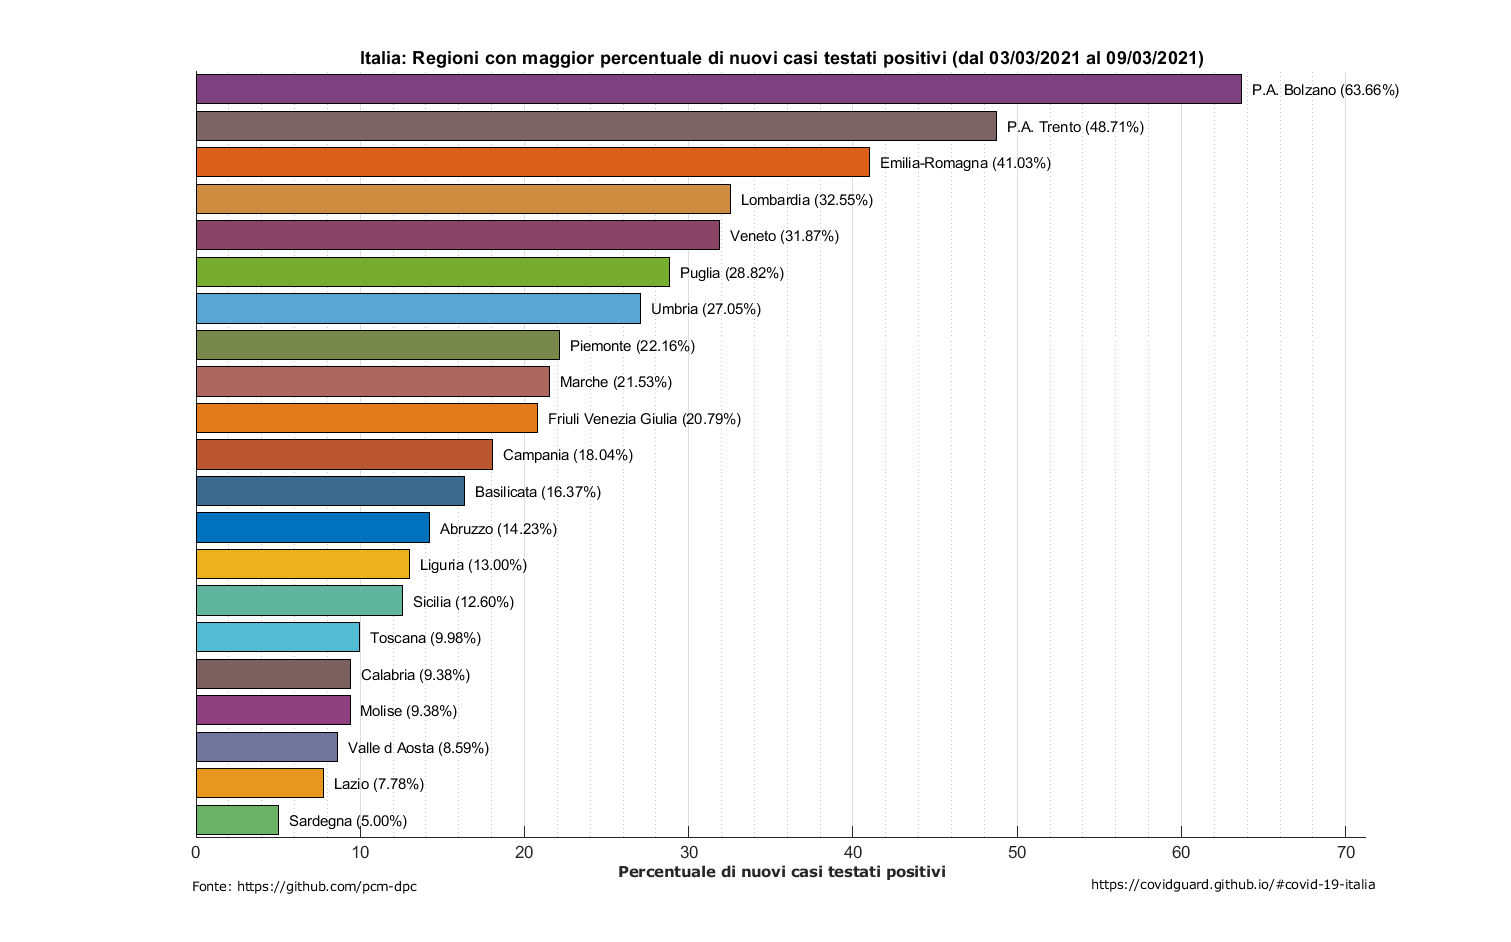 Italia: Regioni con maggior percentuale di nuovi casi testati positivi (dal 03/03/2021 al 09/03/2021)
P.A. Bolzano (63.66%)
P.A. Trento (48.71%)
Emilia-Romagna (41.03%)
Lombardia (32.55%)
Veneto (31.87%)
Puglia (28.82%)
Umbria (27.05%)
Piemonte (22.16%)
Marche (21.53%)
Friuli Venezia Giulia (20.79%)
Campania (18.04%)
Basilicata (16.37%)
Abruzzo (14.23%)
Liguria (13.00%)
Sicilia (12.60%)
Toscana (9.98%)
Calabria (9.38%)
Molise (9.38%)
Valle d Aosta (8.59%)
Lazio (7.78%)
Sardegna (5.00%)
0 10 20 30 40 50 60 70
Percentuale di nuovi casi testati positivi
Fonte: https://github.com/pcm-dpc
https://covidguard.github.io/#covid-19-italia